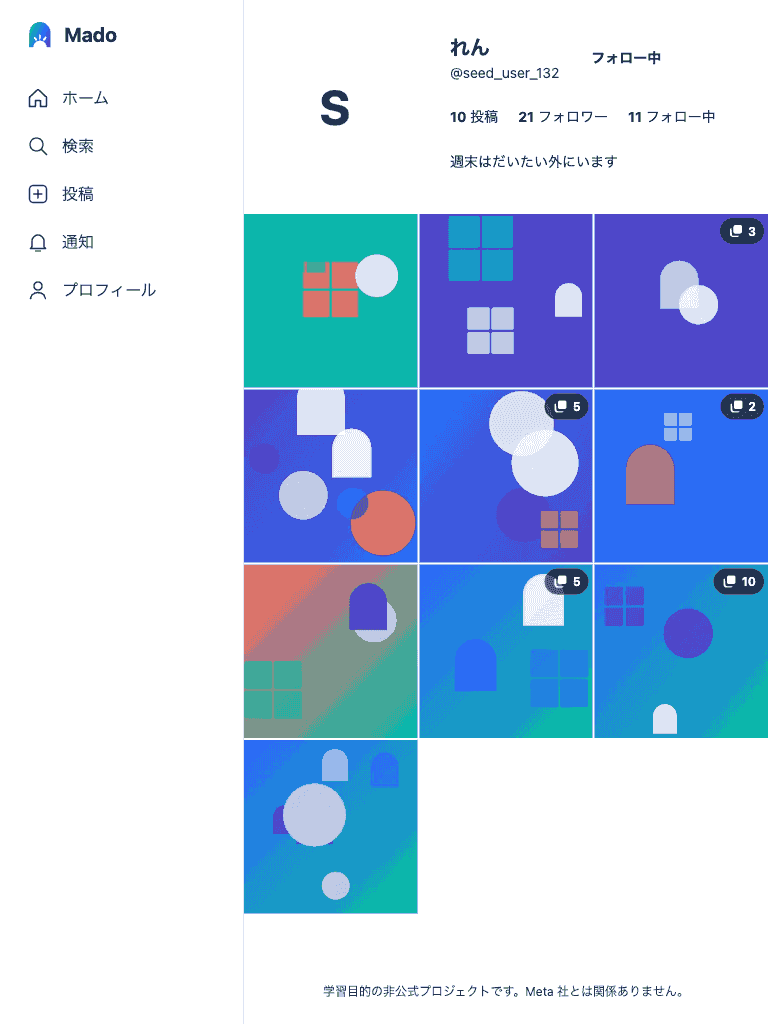 Mado
ホーム
検索
投稿
通知
プロフィール
S
れん
フォロー中
@seed_user_132
10 投稿 21 フォロワー 11 フォロー中
週末はだいたい外にいます
3
5
2
5
10
学習目的の非公式プロジェクトです。Meta 社とは関係ありません。